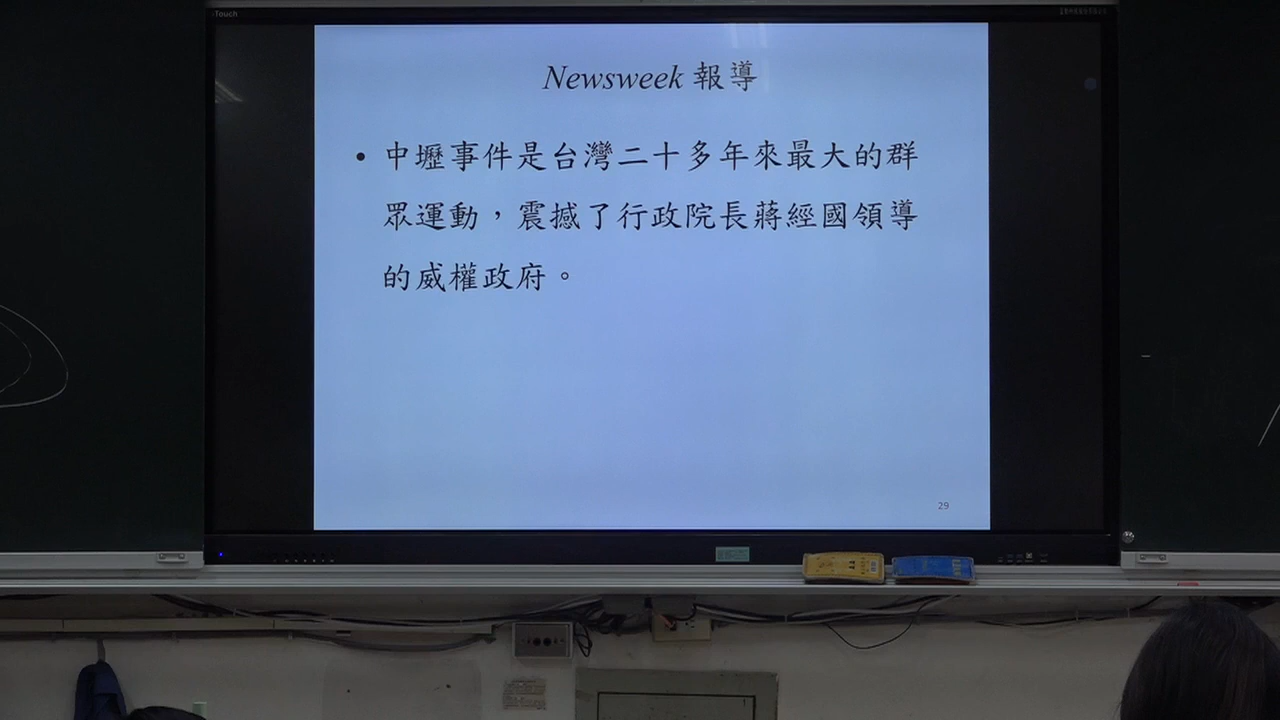 Touch
Newsweek 報導
• 中壢事件是台灣二十多年來最大的群
眾運動，震撼了行政院長蔣經國領導
的威權政府。
29